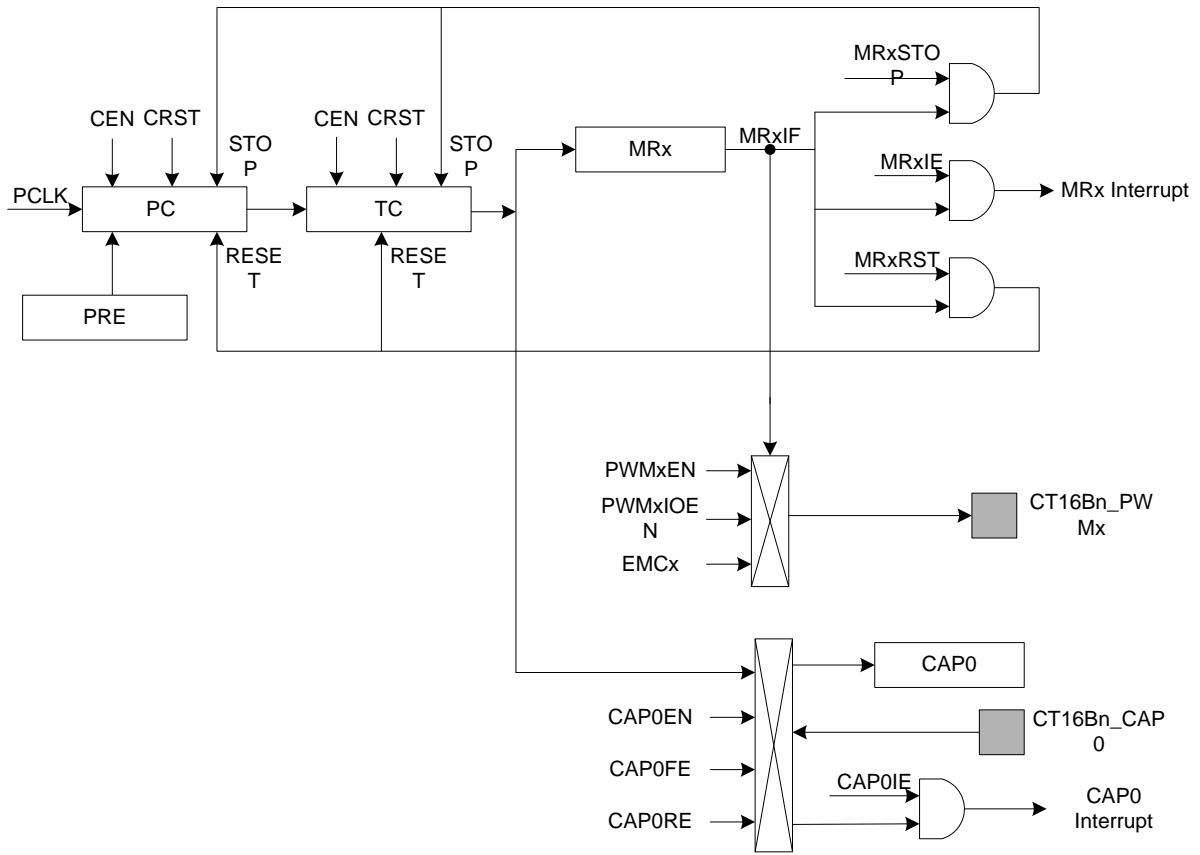 MRxSTO
P
CEN
CRST
STO
P
CEN
CRST
STO
P
MRx
MRxIF
MRxIE
MRx Interrupt
PCLK
PC
TC
RESE
T
RESE
T
MRxRST
PRE
PWMxEN
PWMxIOE
N
EMCx
CT16Bn_PW
Mx
CAP0
CAP0EN
CT16Bn_CAP
0
CAP0FE
CAP0IE
CAP0RE
CAP0
Interrupt